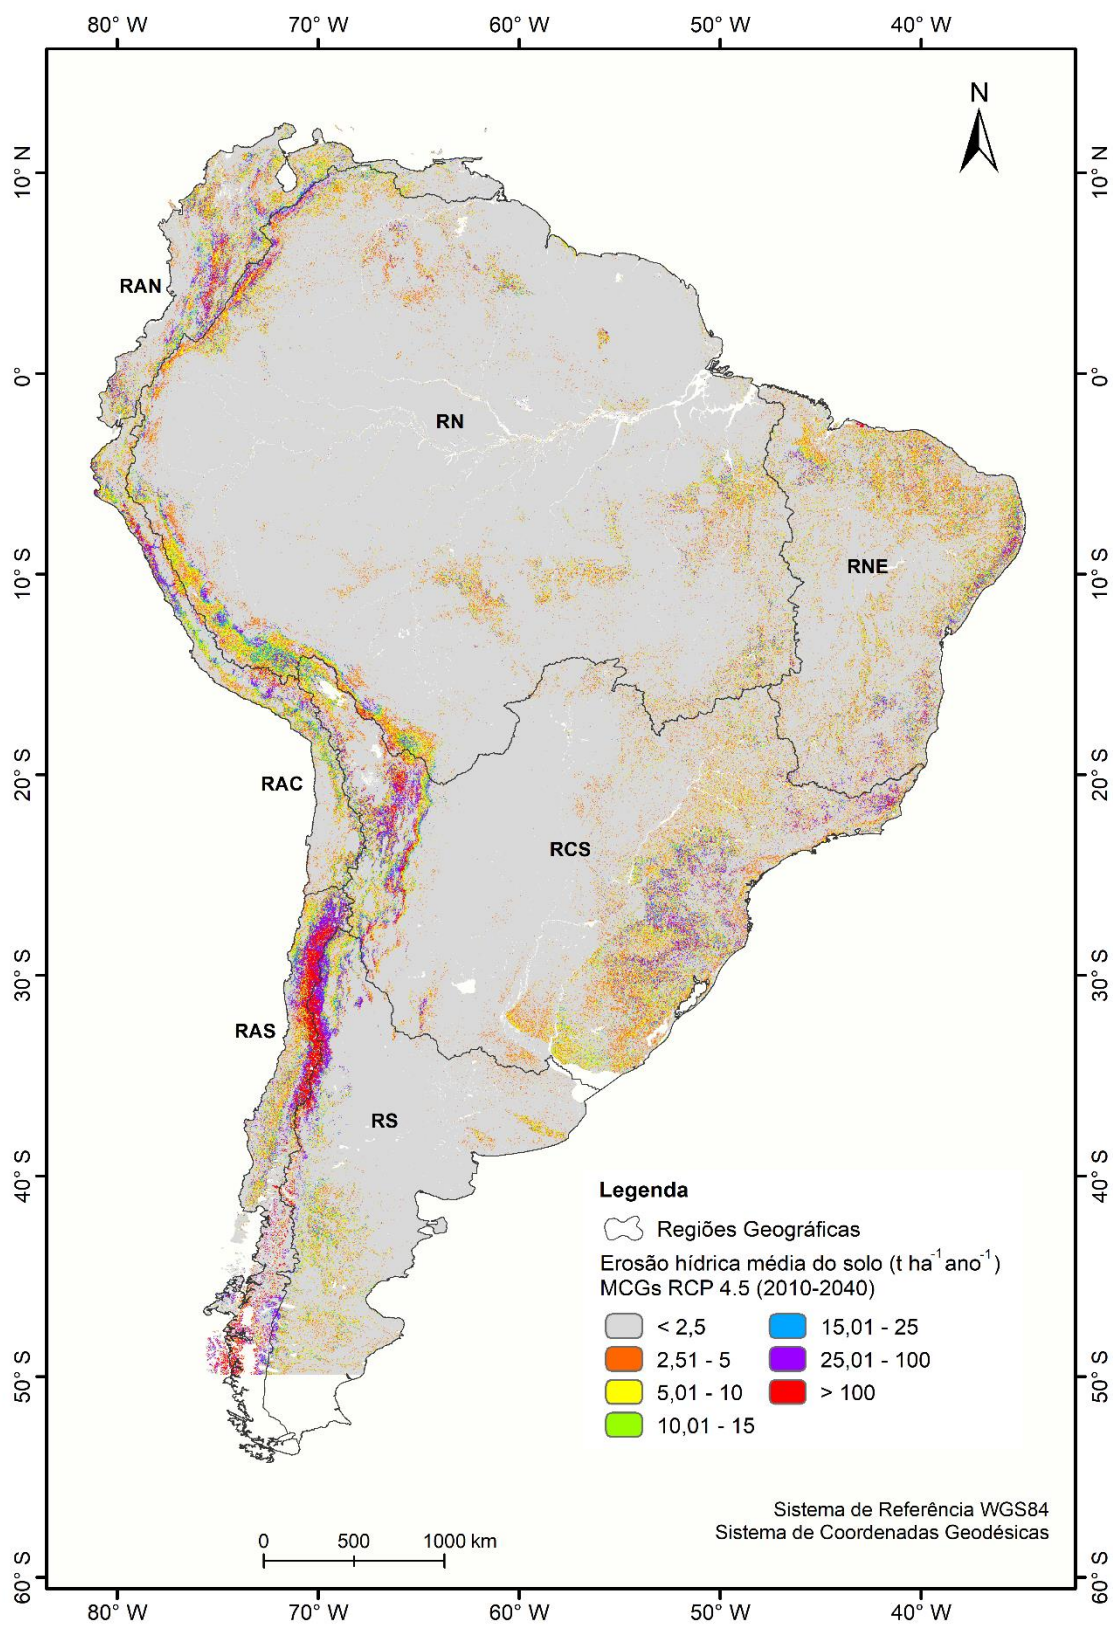 80° W 70° W 60° W 50° W 40° W
N
10° N 10° N
RAN
0° 0°
RN
10° S 10° S
RNE
20° S 20° S
RAC
RCS
30° S 30° S
RAS
RS
40° S 40° S
Legenda
Regiões Geográficas
Erosão hídrica média do solo (t ha⁻¹ ano⁻¹)
MCGs RCP 4.5 (2010-2040)
< 2,5 15,01 - 25
2,51 - 5 25,01 - 100
5,01 - 10 > 100
10,01 - 15
50° S 50° S
Sistema de Referência WGS84
Sistema de Coordenadas Geodésicas
0 500 1000 km
60° S 60° S
80° W 70° W 60° W 50° W 40° W